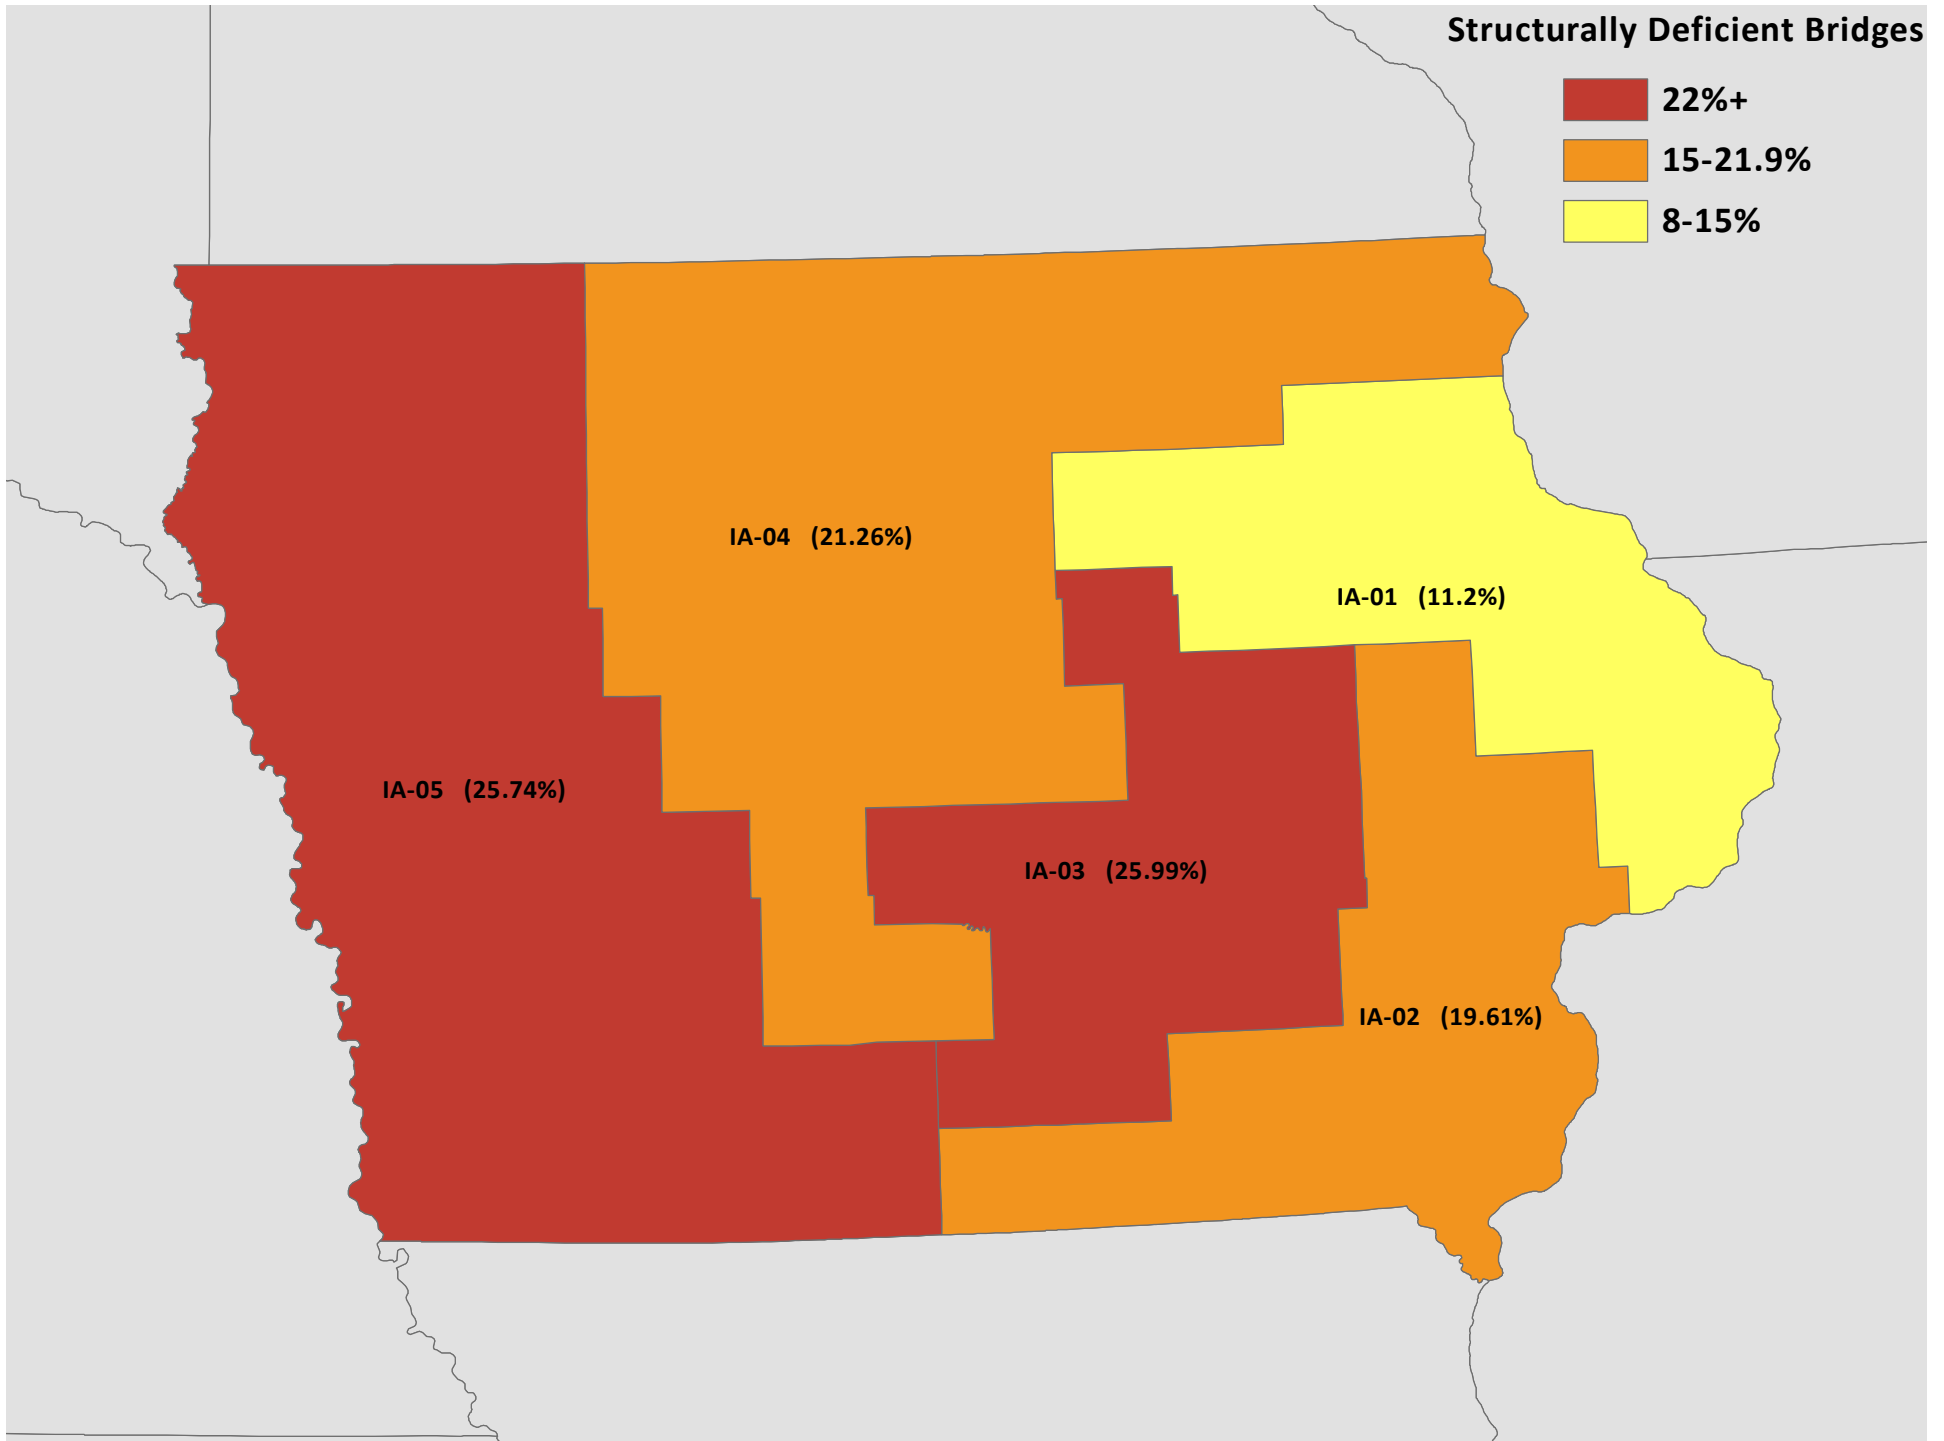 Structurally Deficient Bridges
22%+
15-21.9%
8-15%
IA-04 (21.26%)
IA-01 (11.2%)
IA-05 (25.74%)
IA-03 (25.99%)
IA-02 (19.61%)